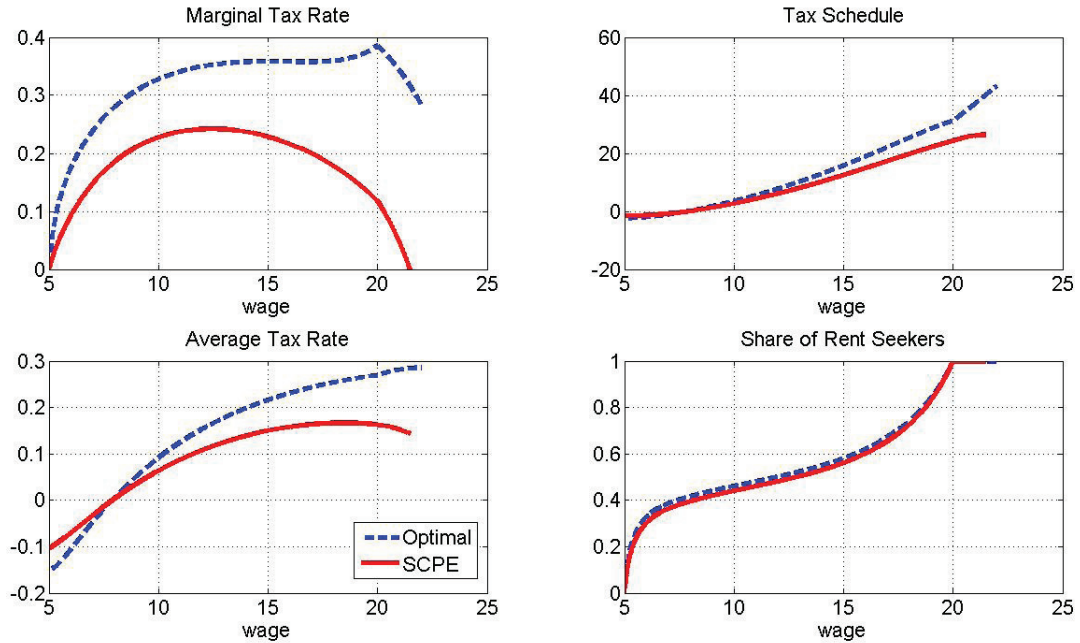 Marginal Tax Rate
0.4
0.3
0.2
0.1
0
5 10 15 20 25
wage
Tax Schedule
60
40
20
0
-20
5 10 15 20 25
wage
Average Tax Rate
0.3
0.2
0.1
0
-0.1
-0.2
5 10 15 20 25
wage
Optimal
SCPE
Share of Rent Seekers
1
0.8
0.6
0.4
0.2
0
5 10 15 20 25
wage